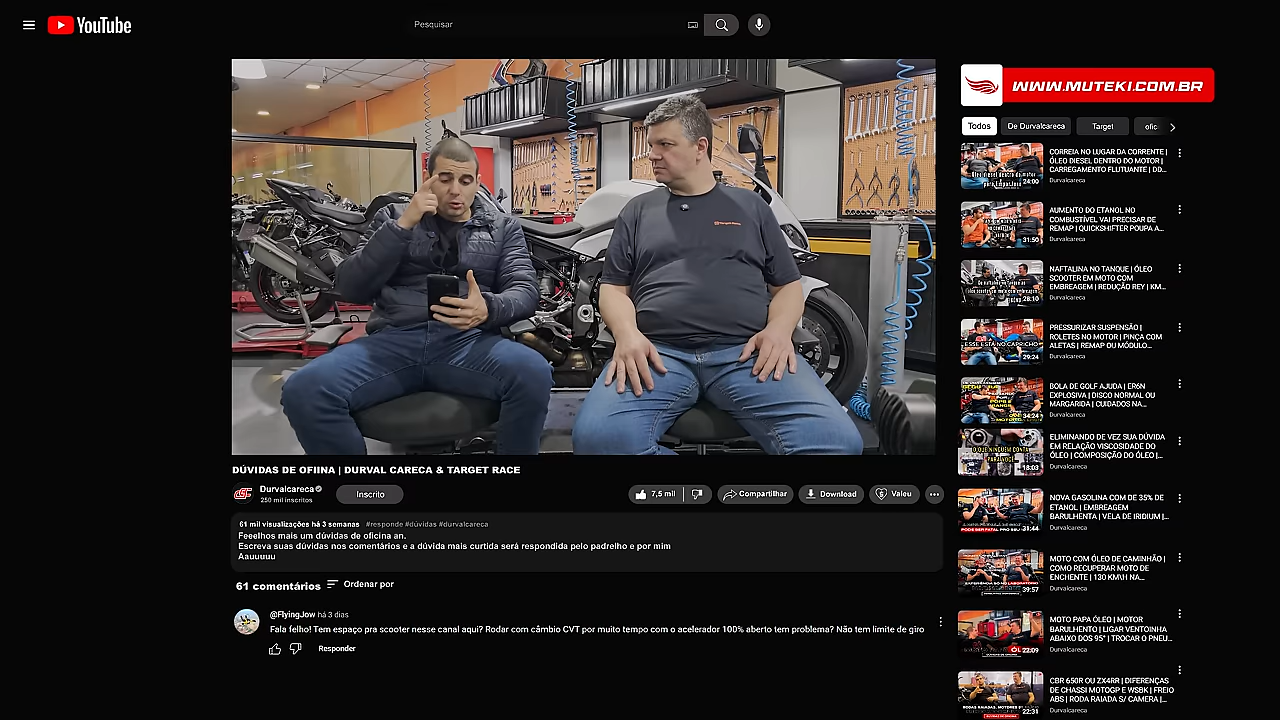 YouTube
Pesquisar
WWW.MUTEKI.COM.BR
Todos
De Durvalcareca
Target
ofic
DÚVIDAS DE OFIINA | DURVAL CARECA & TARGET RACE
Durvalcareca
250 mil inscritos
Inscrito
7,5 mil
Compartilhar
Download
Valeu
61 mil visualizações há 3 semanas #responde #dúvidas #durvalcareca
Feeelhos mais um dúvidas de oficina an.
Escreva suas dúvidas nos comentários e a dúvida mais curtida será respondida pelo padrelho e por mim
Aauuuuu
61 comentários
Ordenar por
@FlyingJow há 3 dias
Fala felho! Tem espaço pra scooter nesse canal aqui? Rodar com câmbio CVT por muito tempo com o acelerador 100% aberto tem problema? Não tem limite de giro
Responder
24:00
CORREIA NO LUGAR DA CORRENTE |
ÓLEO DIESEL DENTRO DO MOTOR |
CARREGAMENTO FLUTUANTE | DD...
Durvalcareca
31:50
AUMENTO DO ETANOL NO
COMBUSTÍVEL VAI PRECISAR DE
REMAP | QUICKSHIFTER POUPA A...
Durvalcareca
28:10
NAFTALINA NO TANQUE | ÓLEO
SCOOTER EM MOTO COM
EMBREAGEM | REDUÇÃO REY | KM...
Durvalcareca
ESSE ESTÁ NO CAPRICHO
29:24
PRESSURIZAR SUSPENSÃO |
ROLETES NO MOTOR | PINÇA COM
ALETAS | REMAP OU MÓDULO...
Durvalcareca
34:24
BOLA DE GOLF AJUDA | ER6N
EXPLOSIVA | DISCO NORMAL OU
MARGARIDA | CUIDADOS NA...
Durvalcareca
O QUE NINGUÉM CONTA
PARA VOCÊ
18:03
ELIMINANDO DE VEZ SUA DÚVIDA
EM RELAÇÃO VISCOSIDADE DO
ÓLEO | COMPOSIÇÃO DO ÓLEO |...
Durvalcareca
31:44
NOVA GASOLINA COM DE 35% DE
ETANOL | EMBREAGEM
BARULHENTA | VELA DE IRIDIUM |...
Durvalcareca
39:57
MOTO COM ÓLEO DE CAMINHÃO |
COMO RECUPERAR MOTO DE
ENCHENTE | 130 KM\H NA...
Durvalcareca
22:09
MOTO PAPA ÓLEO | MOTOR
BARULHENTO | LIGAR VENTOINHA
ABAIXO DOS 95° | TROCAR O PNEU...
Durvalcareca
22:31
CBR 650R OU ZX4RR | DIFERENÇAS
DE CHASSI MOTOGP E WSBK | FREIO
ABS | RODA RAIADA S/ CAMERA |...
Durvalcareca